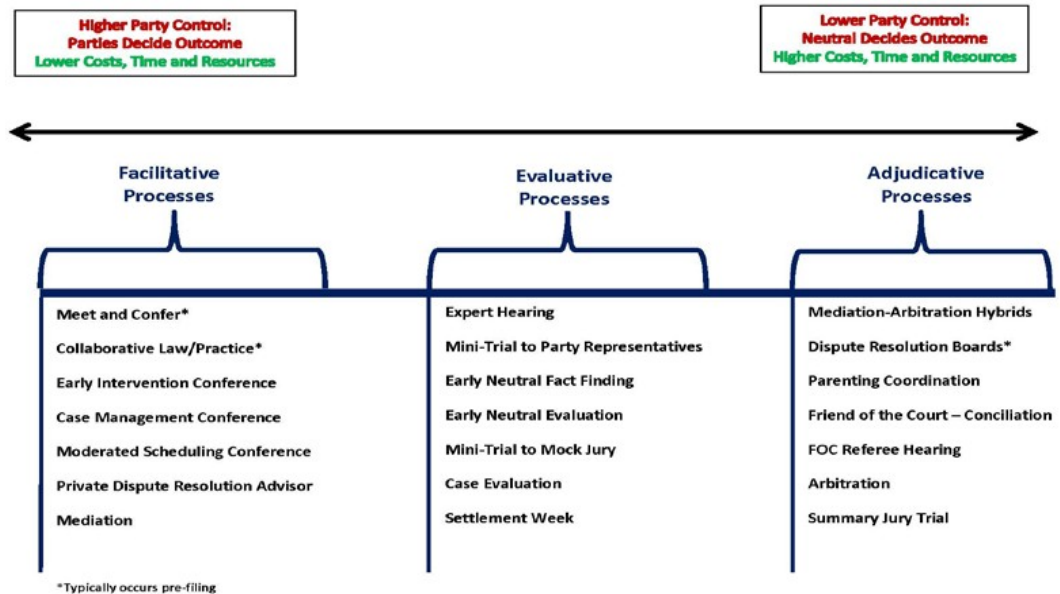 Higher Party Control:
Parties Decide Outcome
Lower Costs, Time and Resources
Lower Party Control:
Neutral Decides Outcome
Higher Costs, Time and Resources
Facilitative
Processes
Evaluative
Processes
Adjudicative
Processes
Meet and Confer*
Collaborative Law/Practice*
Early Intervention Conference
Case Management Conference
Moderated Scheduling Conference
Private Dispute Resolution Advisor
Mediation
Expert Hearing
Mini-Trial to Party Representatives
Early Neutral Fact Finding
Early Neutral Evaluation
Mini-Trial to Mock Jury
Case Evaluation
Settlement Week
Mediation-Arbitration Hybrids
Dispute Resolution Boards*
Parenting Coordination
Friend of the Court – Conciliation
FOC Referee Hearing
Arbitration
Summary Jury Trial
*Typically occurs pre-filing